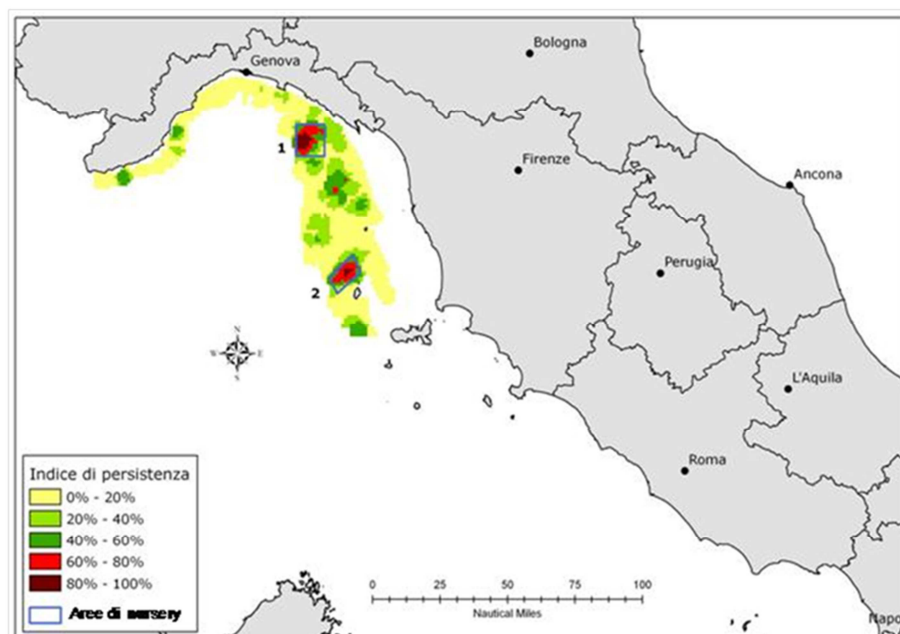 Bologna
Genova
Firenze
Ancona
1
Perugia
2
N
W E
S
L'Aquila
Roma
Indice di persistenza
0% - 20%
20% - 40%
40% - 60%
60% - 80%
80% - 100%
Aree di nursery
0 25 50 75 100
Nautical Miles
Napo